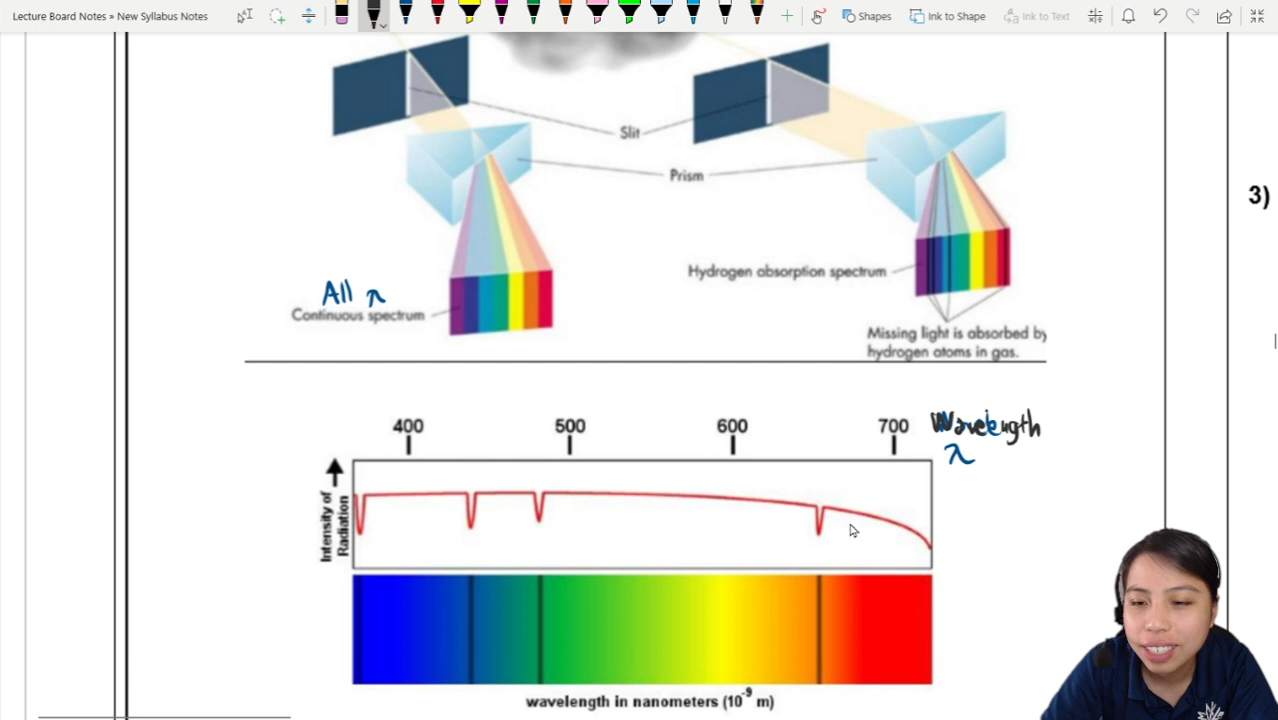 Lecture Board Notes » New Syllabus Notes
Shapes
Ink to Shape
Ink to Text
Slit
Prism
3)
Hydrogen absorption spectrum
All λ
Continuous spectrum
Missing light is absorbed by
hydrogen atoms in gas.
400 500 600 700 Wavelength
λ
Intensity of
Radiation
wavelength in nanometers (10⁻⁹ m)